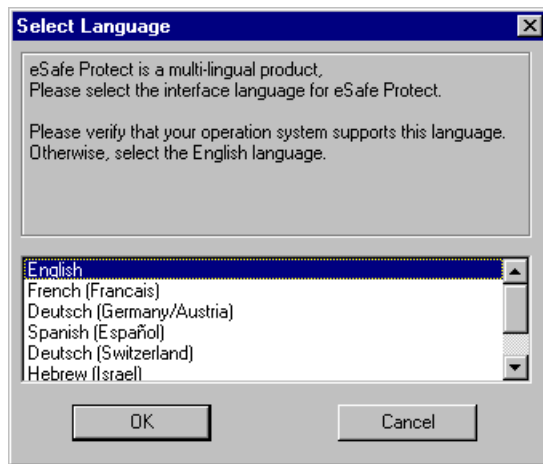 Select Language
eSafe Protect is a multi-lingual product,
Please select the interface language for eSafe Protect.
Please verify that your operation system supports this language.
Otherwise, select the English language.
English
French (Francais)
Deutsch (Germany/Austria)
Spanish (Español)
Deutsch (Switzerland)
Hebrew (Israel)
OK
Cancel